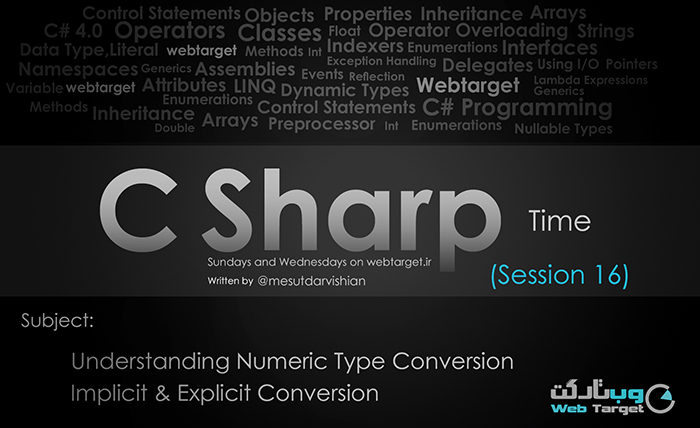 Control Statements Objects Properties Inheritance Arrays
C# 4.0 Operators Classes Float Operator Overloading Strings
Data Type,Literal webtarget Methods Int Indexers Enumerations Interfaces
Namespaces Generics Assemblies Events Exception Handling Delegates Using I/O Pointers
Variable webtarget Attributes LINQ Reflection Dynamic Types Webtarget Lambda Expressions Generics
Methods Inheritance Enumerations Control Statements C# Programming
Double Arrays Preprocessor Int Enumerations Nullable Types
C Sharp Time
Sundays and Wednesdays on webtarget.ir
Written by @mesutdarvishian
(Session 16)
Subject:
Understanding Numeric Type Conversion
Implicit & Explicit Conversion
وب تارگت
Web Target